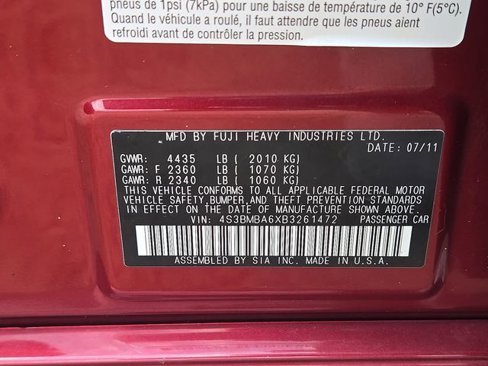 pneus de 1psi (7kPa) pour une baisse de température de 10° F(5°C).
Quand le véhicule a roulé, il faut attendre que les pneus aient
refroidi avant de contrôler la pression.
MFD BY FUJI HEAVY INDUSTRIES LTD.
DATE: 07/11
GVWR: 4435 LB ( 2010 KG)
GAWR: F 2360 LB ( 1070 KG)
GAWR: R 2340 LB ( 1060 KG)
THIS VEHICLE CONFORMS TO ALL APPLICABLE FEDERAL MOTOR
VEHICLE SAFETY, BUMPER, AND THEFT PREVENTION STANDARDS
IN EFFECT ON THE DATE OF MANUFACTURE SHOWN ABOVE.
VIN: 4S3BMBA6XB3261472 PASSENGER CAR
ASSEMBLED BY SIA INC. MADE IN U.S.A.